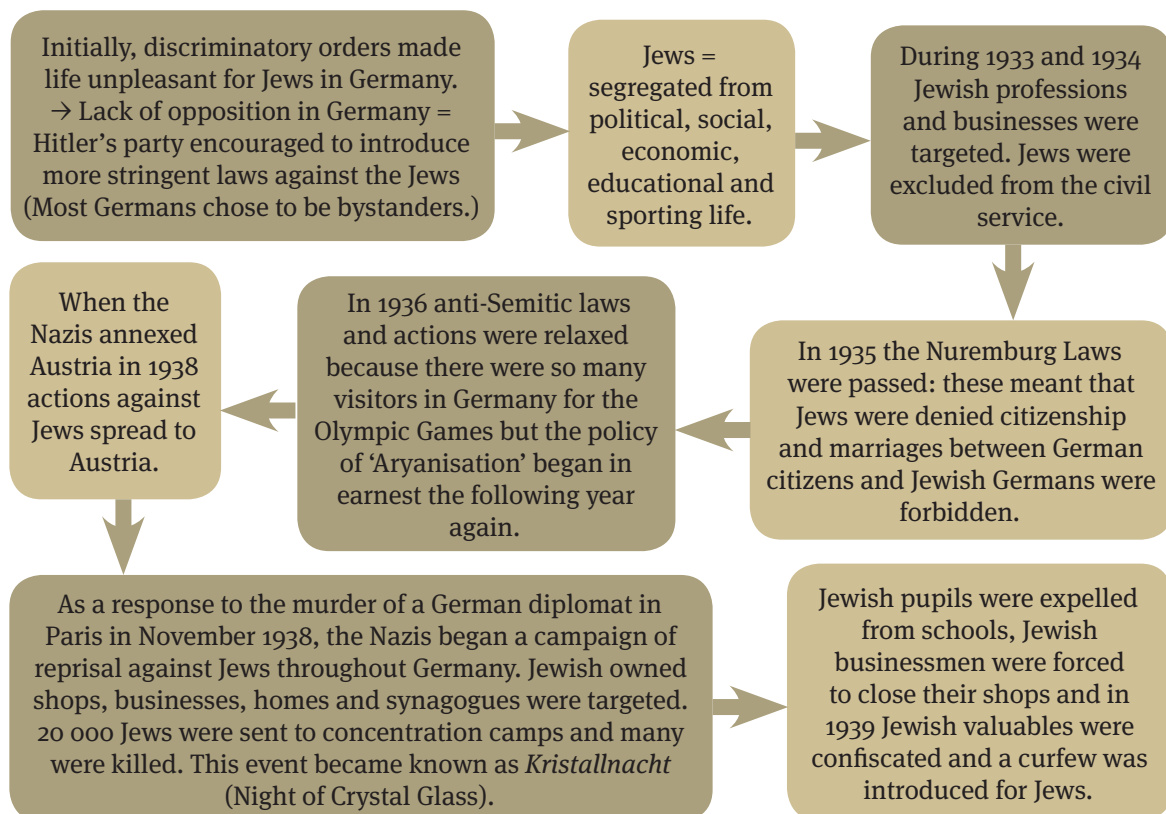 Initially, discriminatory orders made
life unpleasant for Jews in Germany.
→ Lack of opposition in Germany =
Hitler's party encouraged to introduce
more stringent laws against the Jews
(Most Germans chose to be bystanders.)
Jews =
segregated from
political, social,
economic,
educational and
sporting life.
During 1933 and 1934
Jewish professions
and businesses were
targeted. Jews were
excluded from the civil
service.
In 1935 the Nuremburg Laws
were passed: these meant that
Jews were denied citizenship
and marriages between German
citizens and Jewish Germans were
forbidden.
In 1936 anti-Semitic laws
and actions were relaxed
because there were so many
visitors in Germany for the
Olympic Games but the policy
of ‘Aryanisation’ began in
earnest the following year
again.
When the
Nazis annexed
Austria in 1938
actions against
Jews spread to
Austria.
As a response to the murder of a German diplomat in
Paris in November 1938, the Nazis began a campaign of
reprisal against Jews throughout Germany. Jewish owned
shops, businesses, homes and synagogues were targeted.
20 000 Jews were sent to concentration camps and many
were killed. This event became known as Kristallnacht
(Night of Crystal Glass).
Jewish pupils were expelled
from schools, Jewish
businessmen were forced
to close their shops and in
1939 Jewish valuables were
confiscated and a curfew was
introduced for Jews.